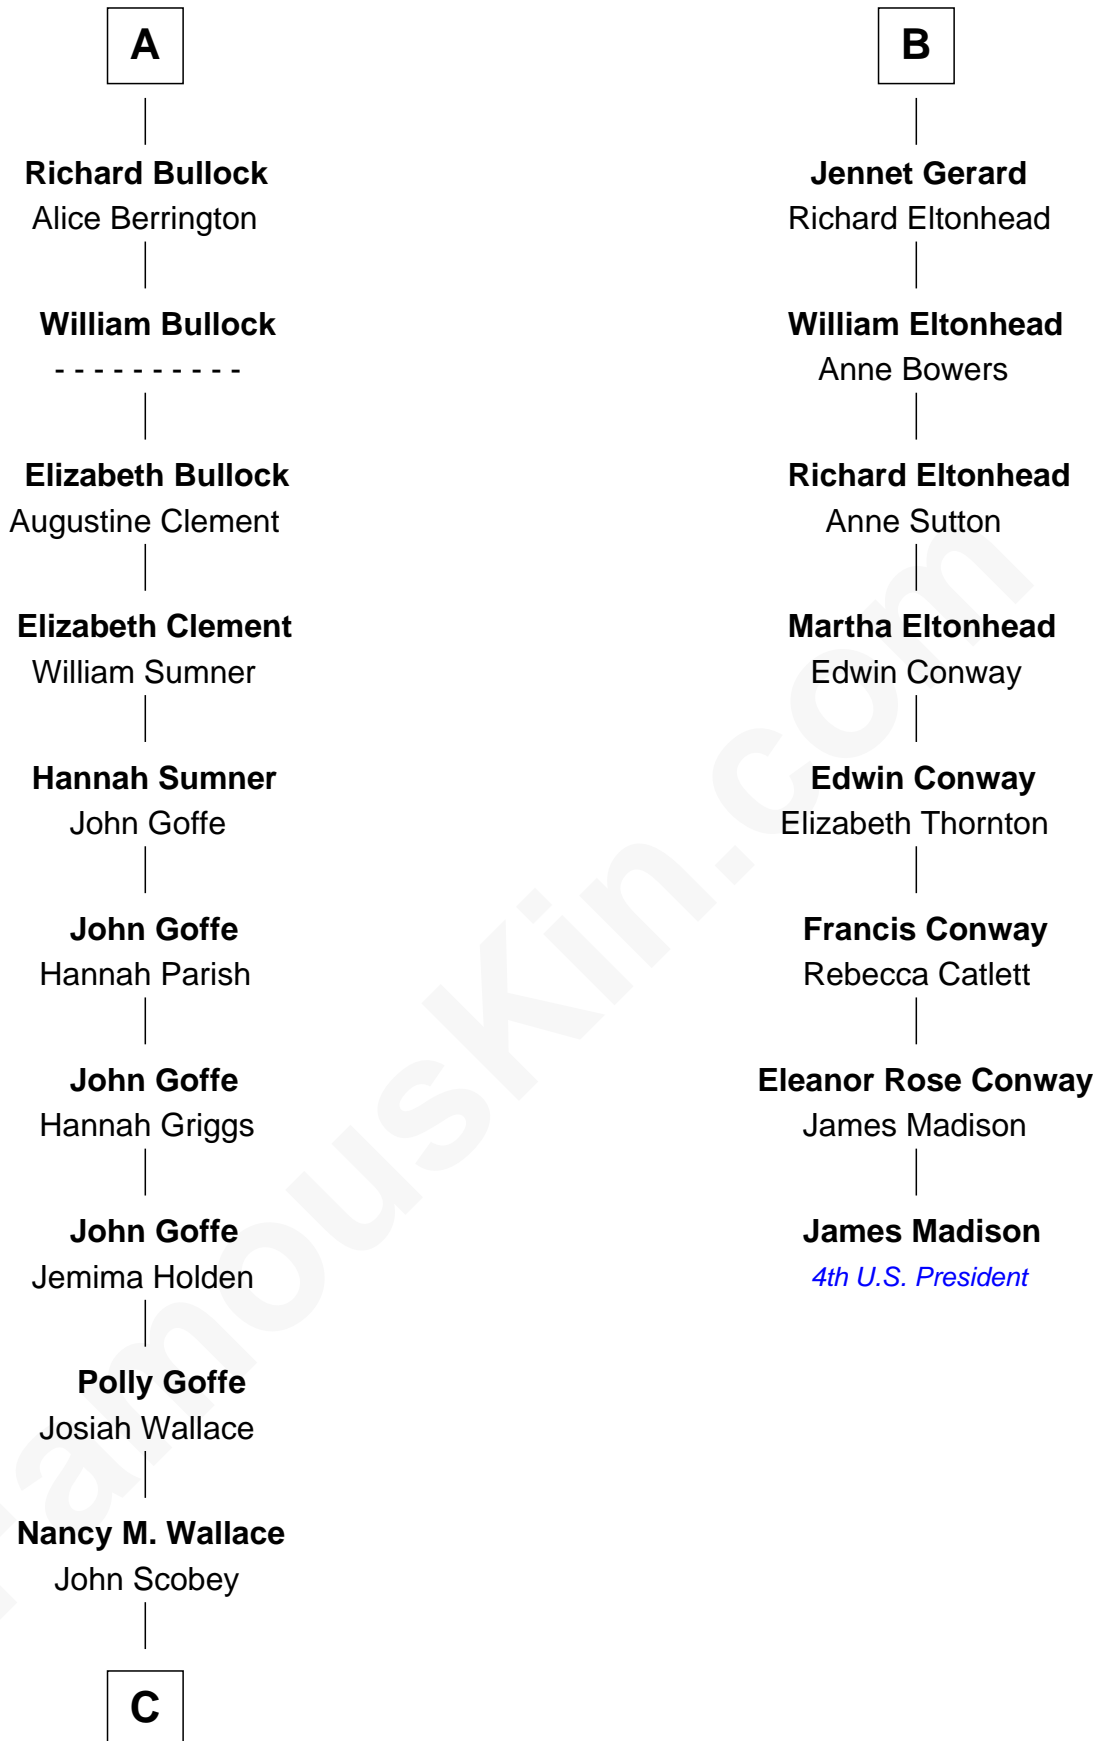 A
Richard Bullock
Alice Berrington
William Bullock
- - - - - - - - - -
Elizabeth Bullock
Augustine Clement
Elizabeth Clement
William Sumner
Hannah Sumner
John Goffe
John Goffe
Hannah Parish
John Goffe
Hannah Griggs
John Goffe
Jemima Holden
Polly Goffe
Josiah Wallace
Nancy M. Wallace
John Scobey
C
B
Jennet Gerard
Richard Eltonhead
William Eltonhead
Anne Bowers
Richard Eltonhead
Anne Sutton
Martha Eltonhead
Edwin Conway
Edwin Conway
Elizabeth Thornton
Francis Conway
Rebecca Catlett
Eleanor Rose Conway
James Madison
James Madison
4th U.S. President
FamousKin.com